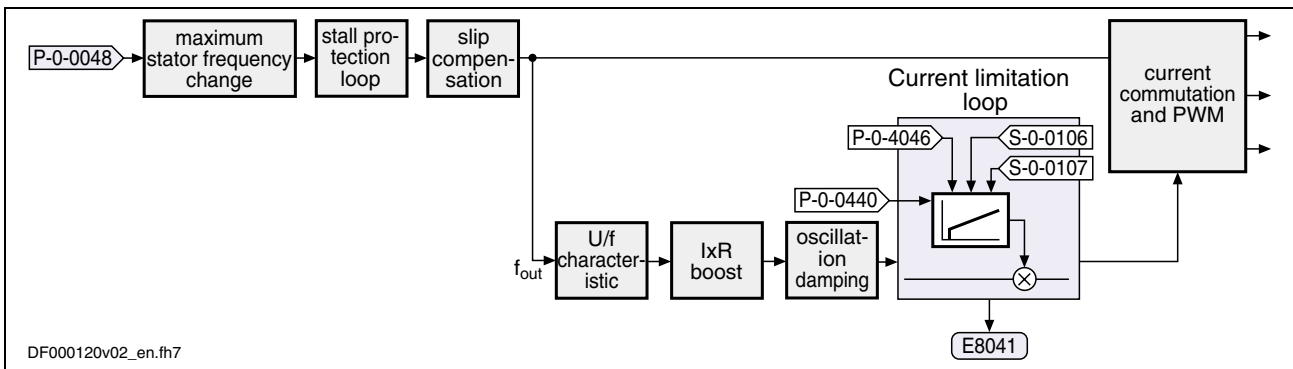 P-0-0048
maximum
stator frequency
change
stall pro-
tection
loop
slip
compen-
sation
Current limitation
loop
current
commutation
and PWM
P-0-4046
S-0-0106
S-0-0107
P-0-0440
fout
U/f
character-
istic
IxR
boost
oscillat-
ion
damping
E8041
DF000120v02_en.fh7